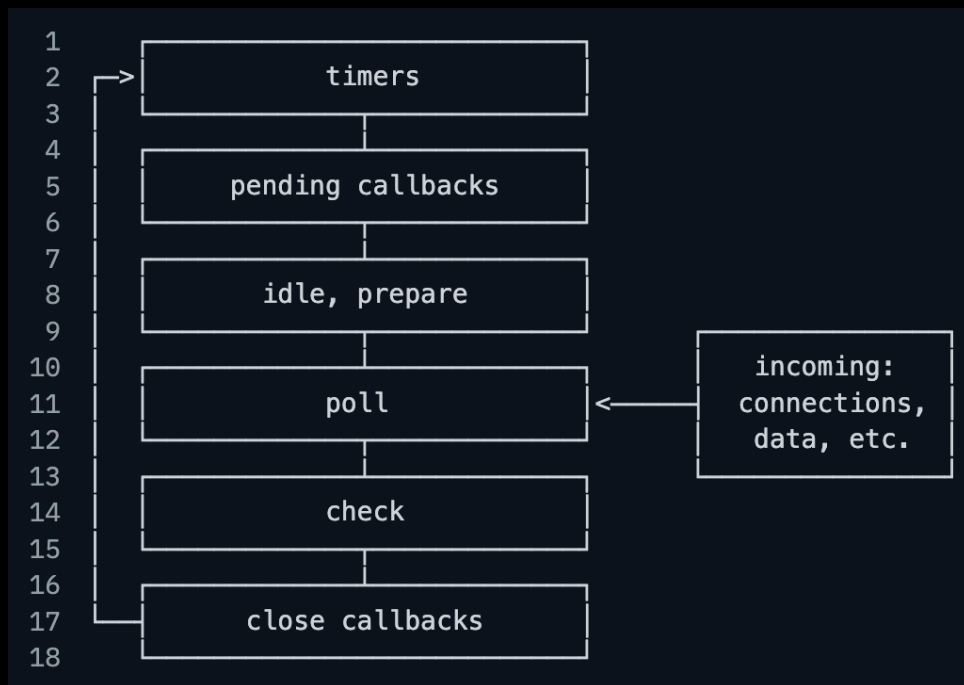 1
2 timers
3
4
5 pending callbacks
6
7
8 idle, prepare
9
10 incoming:
11 poll connections,
12 data, etc.
13
14 check
15
16
17 close callbacks
18